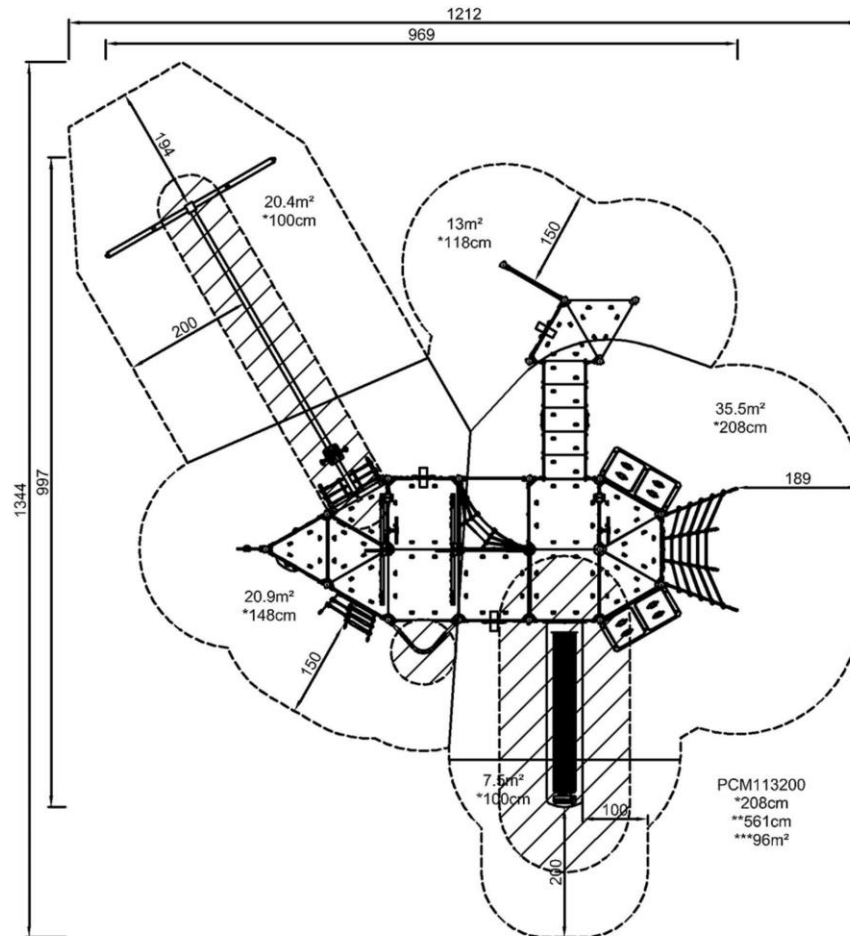 1212
969
194
20.4m²
*100cm
13m²
*118cm
150
200
35.5m²
*208cm
1344
997
189
20.9m²
*148cm
150
7.5m²
*100cm
100
PCM113200
*208cm
**561cm
***96m²
200